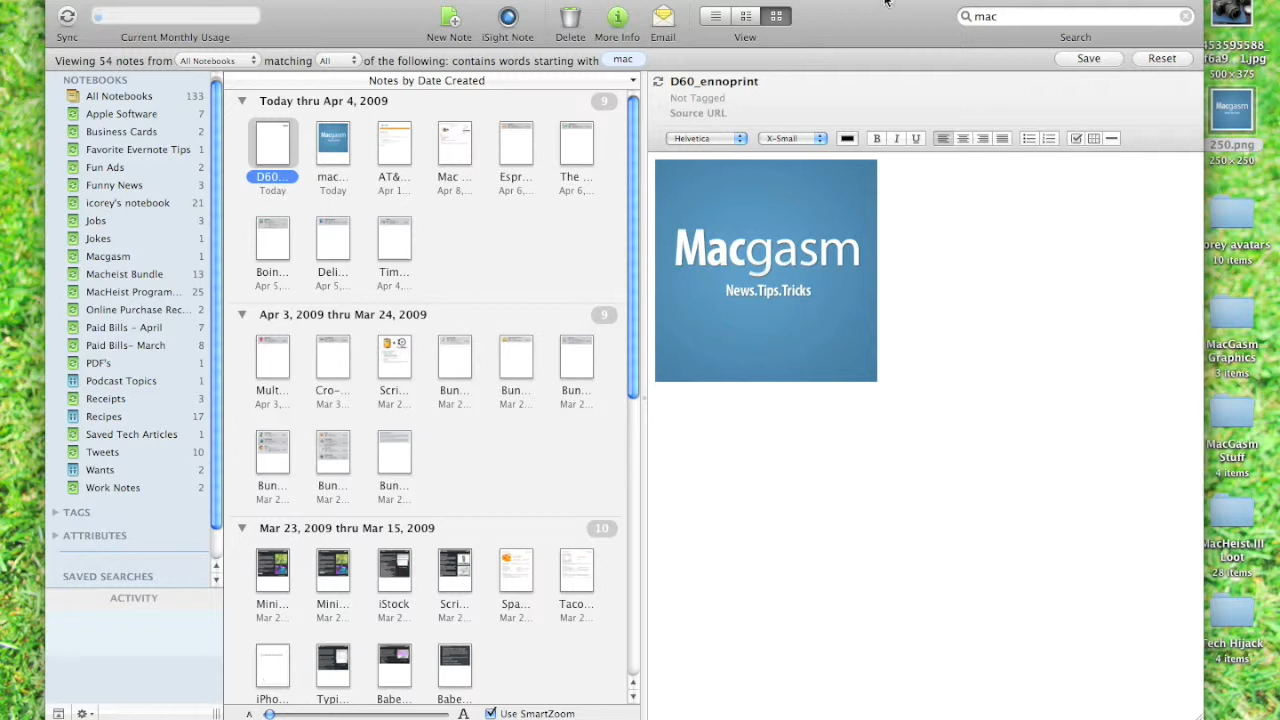 Sync
Current Monthly Usage
New Note
iSight Note
Delete
More Info
Email
View
mac
Search
Viewing 54 notes from All Notebooks matching All of the following: contains words starting with mac
Save
Reset
NOTEBOOKS
All Notebooks 133
Apple Software 7
Business Cards 2
Favorite Evernote Tips 1
Fun Ads 2
Funny News 3
icorey's notebook 21
Jobs 3
Jokes 1
Macgasm 1
Macheist Bundle 13
MacHeist Program... 25
Online Purchase Rec... 2
Paid Bills - April 7
Paid Bills- March 8
PDF's 1
Podcast Topics 1
Receipts 3
Recipes 17
Saved Tech Articles 1
Tweets 10
Wants 2
Work Notes 2
TAGS
ATTRIBUTES
SAVED SEARCHES
ACTIVITY
Notes by Date Created
Today thru Apr 4, 2009 9
D60... mac... AT&... Mac ... Espr... The ...
Today Today Apr 1... Apr 8,... Apr 6,... Apr 6,...
Boin... Deli... Tim...
Apr 5,... Apr 5,... Apr 4,...
Apr 3, 2009 thru Mar 24, 2009 9
Mult... Cro-... Scri... Bun... Bun... Bun...
Apr 3,... Mar 3... Mar 2... Mar 2... Mar 2... Mar 2...
Bun... Bun... Bun...
Mar 2... Mar 2... Mar 2...
Mar 23, 2009 thru Mar 15, 2009 10
Mini... Mini... iStock Scri... Spa... Taco...
Mar 2... Mar 2... Mar 2... Mar 2... Mar 2... Mar 2...
iPho... Typi... Babe... Babe...
A A Use SmartZoom
D60_ennoprint
Not Tagged
Source URL
Helvetica X-Small B I U
Macgasm
News.Tips.Tricks
453595588_
1.jpg
500×375
Macgasm
250.png
250×250
orey avatars
10 items
MacGasm
Graphics
3 items
MacGasm
Stuff
4 items
MacHeist III
Loot
28 items
Tech Hijack
4 items